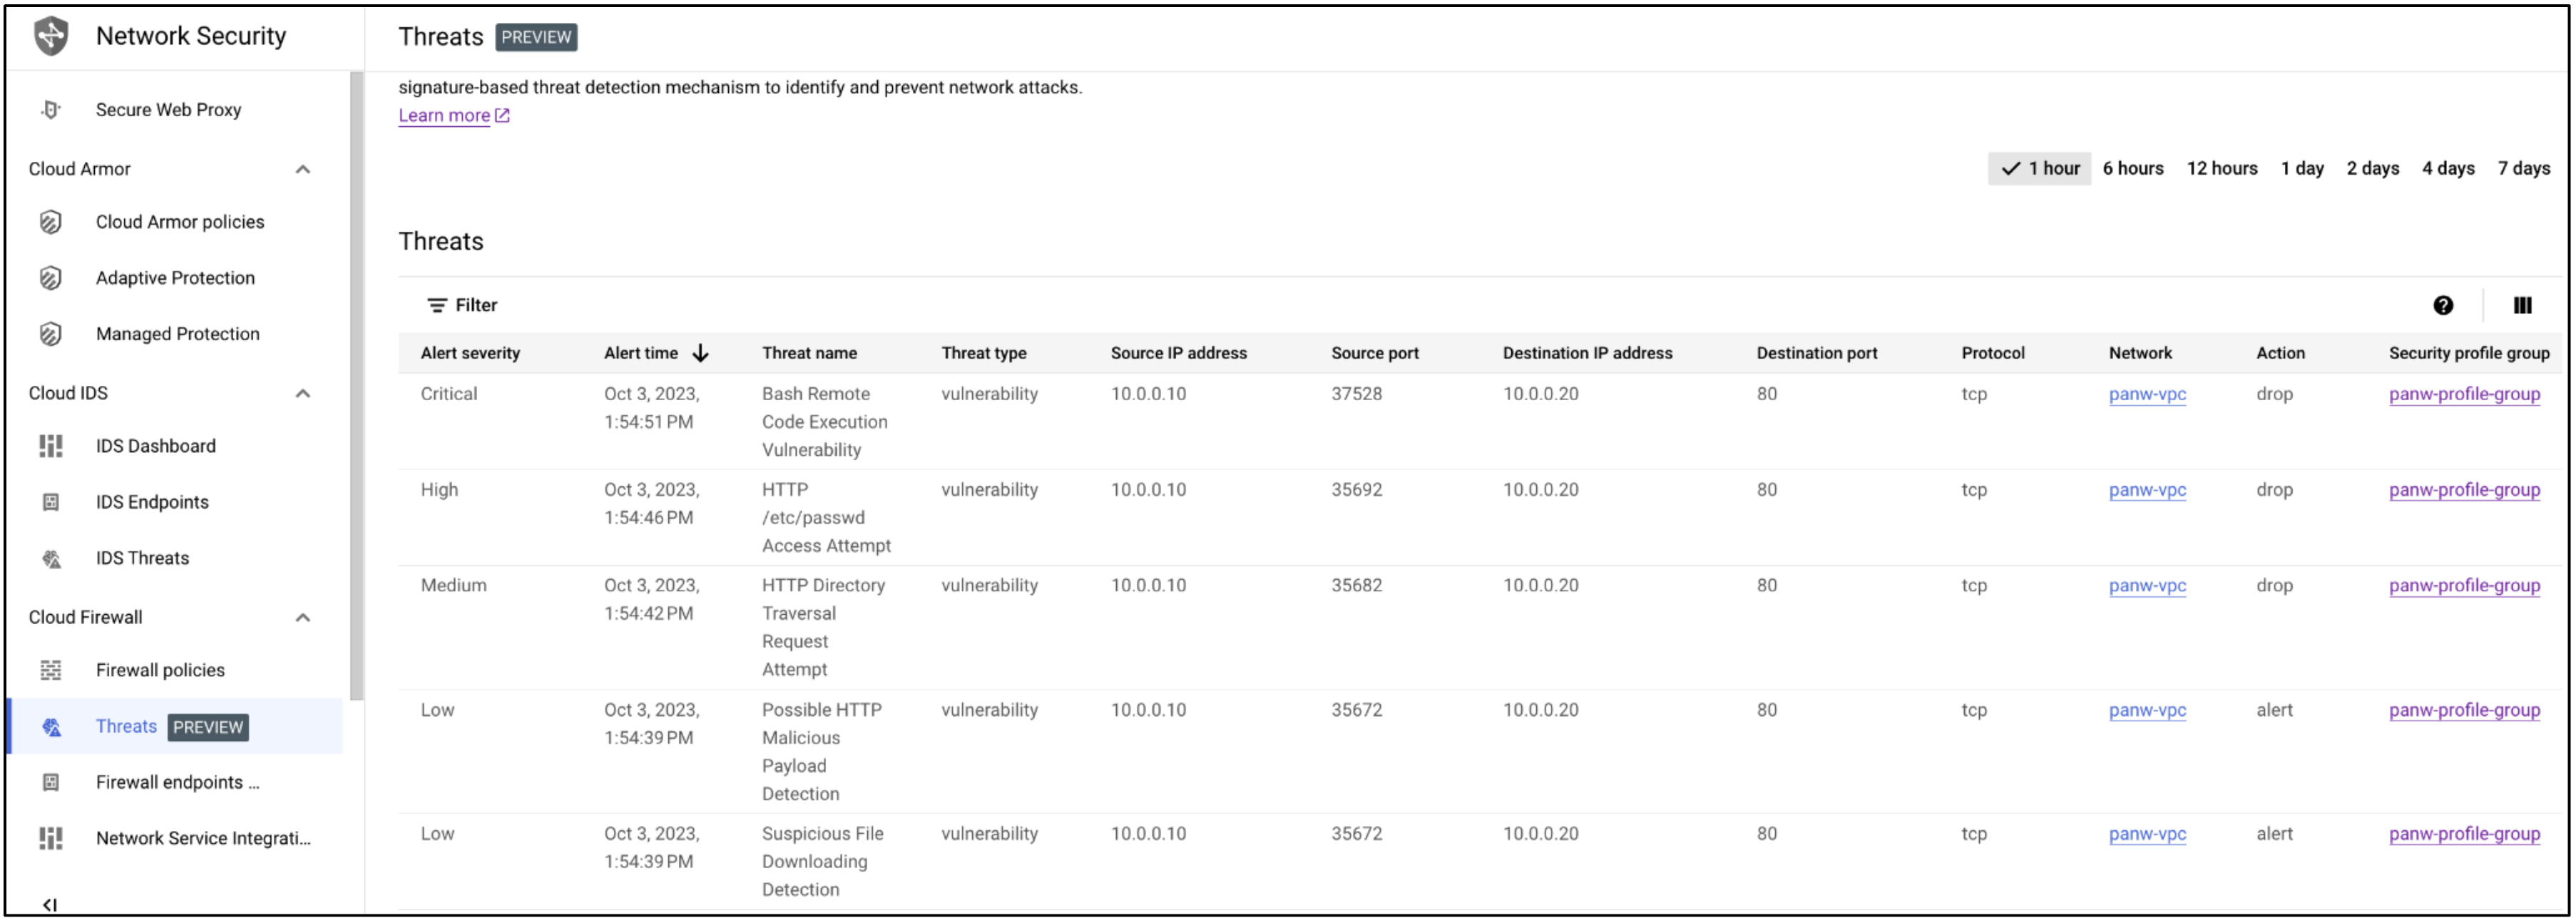 Network Security
Secure Web Proxy
Cloud Armor
Cloud Armor policies
Adaptive Protection
Managed Protection
Cloud IDS
IDS Dashboard
IDS Endpoints
IDS Threats
Cloud Firewall
Firewall policies
Threats PREVIEW
Firewall endpoints ...
Network Service Integrati...
Threats PREVIEW
signature-based threat detection mechanism to identify and prevent network attacks.
Learn more
1 hour 6 hours 12 hours 1 day 2 days 4 days 7 days
Threats
Filter
Alert severity Alert time Threat name Threat type Source IP address Source port Destination IP address Destination port Protocol Network Action Security profile group
Critical Oct 3, 2023, Bash Remote vulnerability 10.0.0.10 37528 10.0.0.20 80 tcp panw-vpc drop panw-profile-group
1:54:51 PM Code Execution
Vulnerability
High Oct 3, 2023, HTTP vulnerability 10.0.0.10 35692 10.0.0.20 80 tcp panw-vpc drop panw-profile-group
1:54:46 PM /etc/passwd
Access Attempt
Medium Oct 3, 2023, HTTP Directory vulnerability 10.0.0.10 35682 10.0.0.20 80 tcp panw-vpc drop panw-profile-group
1:54:42 PM Traversal
Request
Attempt
Low Oct 3, 2023, Possible HTTP vulnerability 10.0.0.10 35672 10.0.0.20 80 tcp panw-vpc alert panw-profile-group
1:54:39 PM Malicious
Payload
Detection
Low Oct 3, 2023, Suspicious File vulnerability 10.0.0.10 35672 10.0.0.20 80 tcp panw-vpc alert panw-profile-group
1:54:39 PM Downloading
Detection